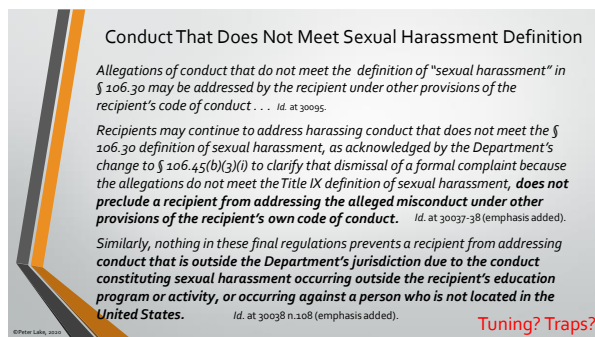 Conduct That Does Not Meet Sexual Harassment Definition
Allegations of conduct that do not meet the definition of “sexual harassment” in
§ 106.30 may be addressed by the recipient under other provisions of the
recipient’s code of conduct . . . Id. at 30095.
Recipients may continue to address harassing conduct that does not meet the §
106.30 definition of sexual harassment, as acknowledged by the Department’s
change to § 106.45(b)(3)(i) to clarify that dismissal of a formal complaint because
the allegations do not meet the Title IX definition of sexual harassment, does not
preclude a recipient from addressing the alleged misconduct under other
provisions of the recipient’s own code of conduct. Id. at 30037-38 (emphasis added).
Similarly, nothing in these final regulations prevents a recipient from addressing
conduct that is outside the Department’s jurisdiction due to the conduct
constituting sexual harassment occurring outside the recipient’s education
program or activity, or occurring against a person who is not located in the
United States. Id. at 30038 n.108 (emphasis added).
Tuning? Traps?
©Peter Lake, 2020